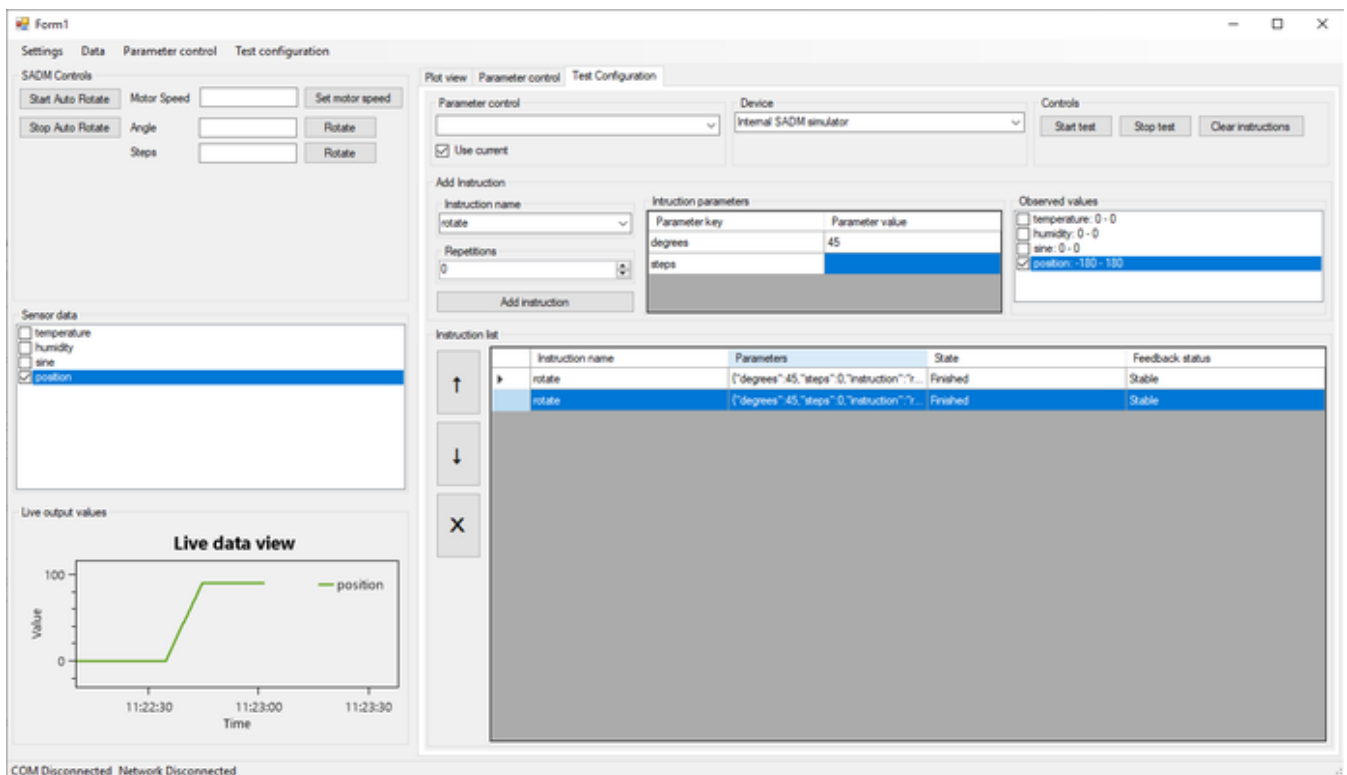 Form1
Settings Data Parameter control Test configuration
SADM Controls
Start Auto Rotate Motor Speed Set motor speed
Stop Auto Rotate Angle Rotate
Steps Rotate
Sensor data
temperature
humidity
sine
position
Live output values
Live data view
100
0
Value
position
11:22:30 11:23:00 11:23:30
Time
Plot view Parameter control Test Configuration
Parameter control
Use current
Device
Internal SADM simulator
Controls
Start test Stop test Clear instructions
Add Instruction
Instruction name
rotate
Repetitions
0
Add instruction
Intruction parameters
Parameter key Parameter value
degrees 45
steps
Observed values
temperature: 0 - 0
humidity: 0 - 0
sine: 0 - 0
position: -180 - 180
Instruction list
↑
↓
X
Instruction name Parameters State Feedback status
rotate {"degrees":45,"steps":0,"instruction":"r... Finished Stable
rotate {"degrees":45,"steps":0,"instruction":"r... Finished Stable
COM Disconnected Network Disconnected